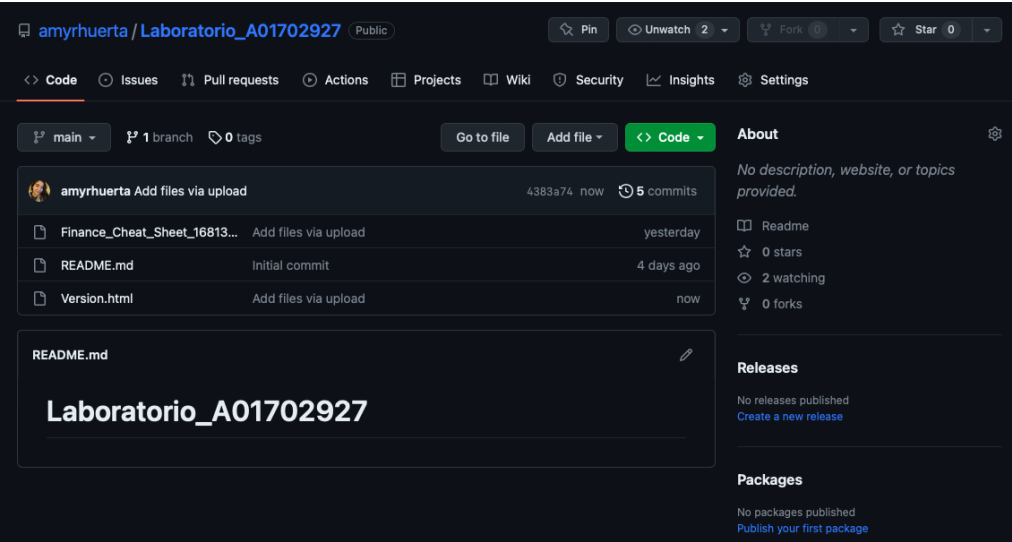 amyrhuerta / Laboratorio_A01702927 Public Pin Unwatch 2 Fork 0 Star 0
<> Code Issues Pull requests Actions Projects Wiki Security Insights Settings
main 1 branch 0 tags Go to file Add file <> Code
amyrhuerta Add files via upload 4383a74 now 5 commits
Finance_Cheat_Sheet_16813... Add files via upload yesterday
README.md Initial commit 4 days ago
Version.html Add files via upload now
README.md
Laboratorio_A01702927
About
No description, website, or topics
provided.
Readme
0 stars
2 watching
0 forks
Releases
No releases published
Create a new release
Packages
No packages published
Publish your first package